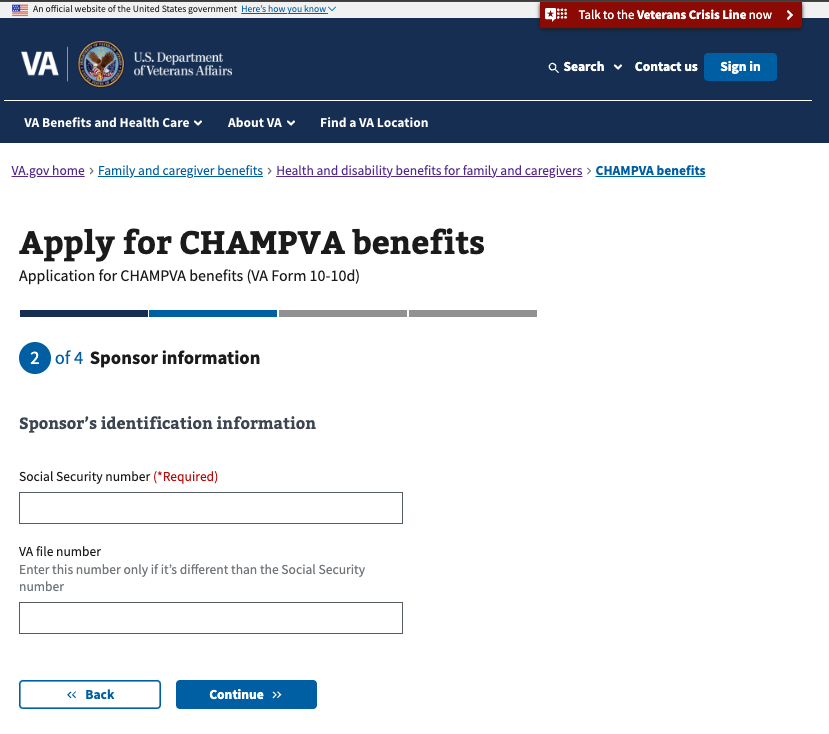 An official website of the United States government Here's how you know
Talk to the Veterans Crisis Line now
VA
U.S. Department
of Veterans Affairs
Search
Contact us
Sign in
VA Benefits and Health Care
About VA
Find a VA Location
VA.gov home › Family and caregiver benefits › Health and disability benefits for family and caregivers › CHAMPVA benefits
Apply for CHAMPVA benefits
Application for CHAMPVA benefits (VA Form 10-10d)
2 of 4 Sponsor information
Sponsor’s identification information
Social Security number (*Required)
VA file number
Enter this number only if it’s different than the Social Security
number
« Back
Continue »